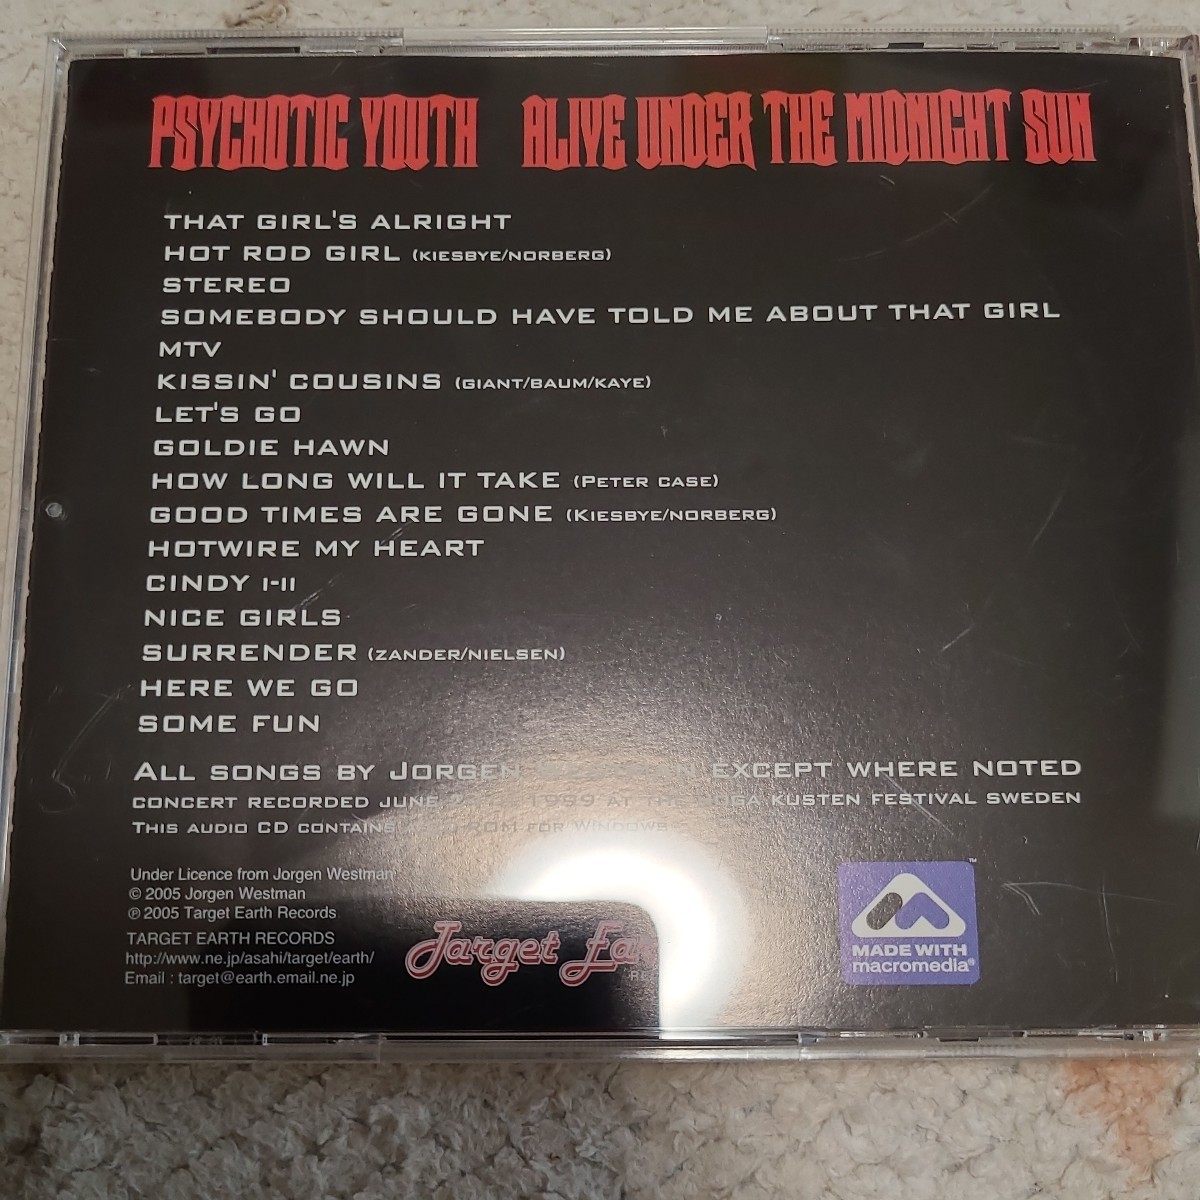 PSYCHOTIC YOUTH ALIVE UNDER THE MIDNIGHT SUN
THAT GIRL'S ALRIGHT
HOT ROD GIRL (KIESBYE/NORBERG)
STEREO
SOMEBODY SHOULD HAVE TOLD ME ABOUT THAT GIRL
MTV
KISSIN' COUSINS (GIANT/BAUM/KAYE)
LET'S GO
GOLDIE HAWN
HOW LONG WILL IT TAKE (PETER CASE)
GOOD TIMES ARE GONE (KIESBYE/NORBERG)
HOTWIRE MY HEART
CINDY I-II
NICE GIRLS
SURRENDER (ZANDER/NIELSEN)
HERE WE GO
SOME FUN
ALL SONGS BY JORGEN EXCEPT WHERE NOTED
CONCERT RECORDED JUNE 1999 AT THE KUSTEN FESTIVAL SWEDEN
THIS AUDIO CD CONTAINS FOR WINDOWS
Under Licence from Jorgen Westman
© 2005 Jorgen Westman
℗ 2005 Target Earth Records
TARGET EARTH RECORDS
http://www.ne.jp/asahi/target/earth/
Email : target@earth.email.ne.jp
Target
MADE WITH
macromedia®
™